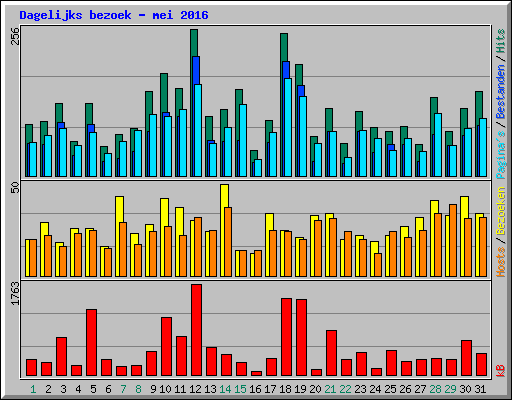 Dagelijks bezoek - mei 2016
256
50
1763
1 2 3 4 5 6 7 8 9 10 11 12 13 14 15 16 17 18 19 20 21 22 23 24 25 26 27 28 29 30 31
Pagina's / Bestanden / Hits
Hosts / Bezoeken
kB